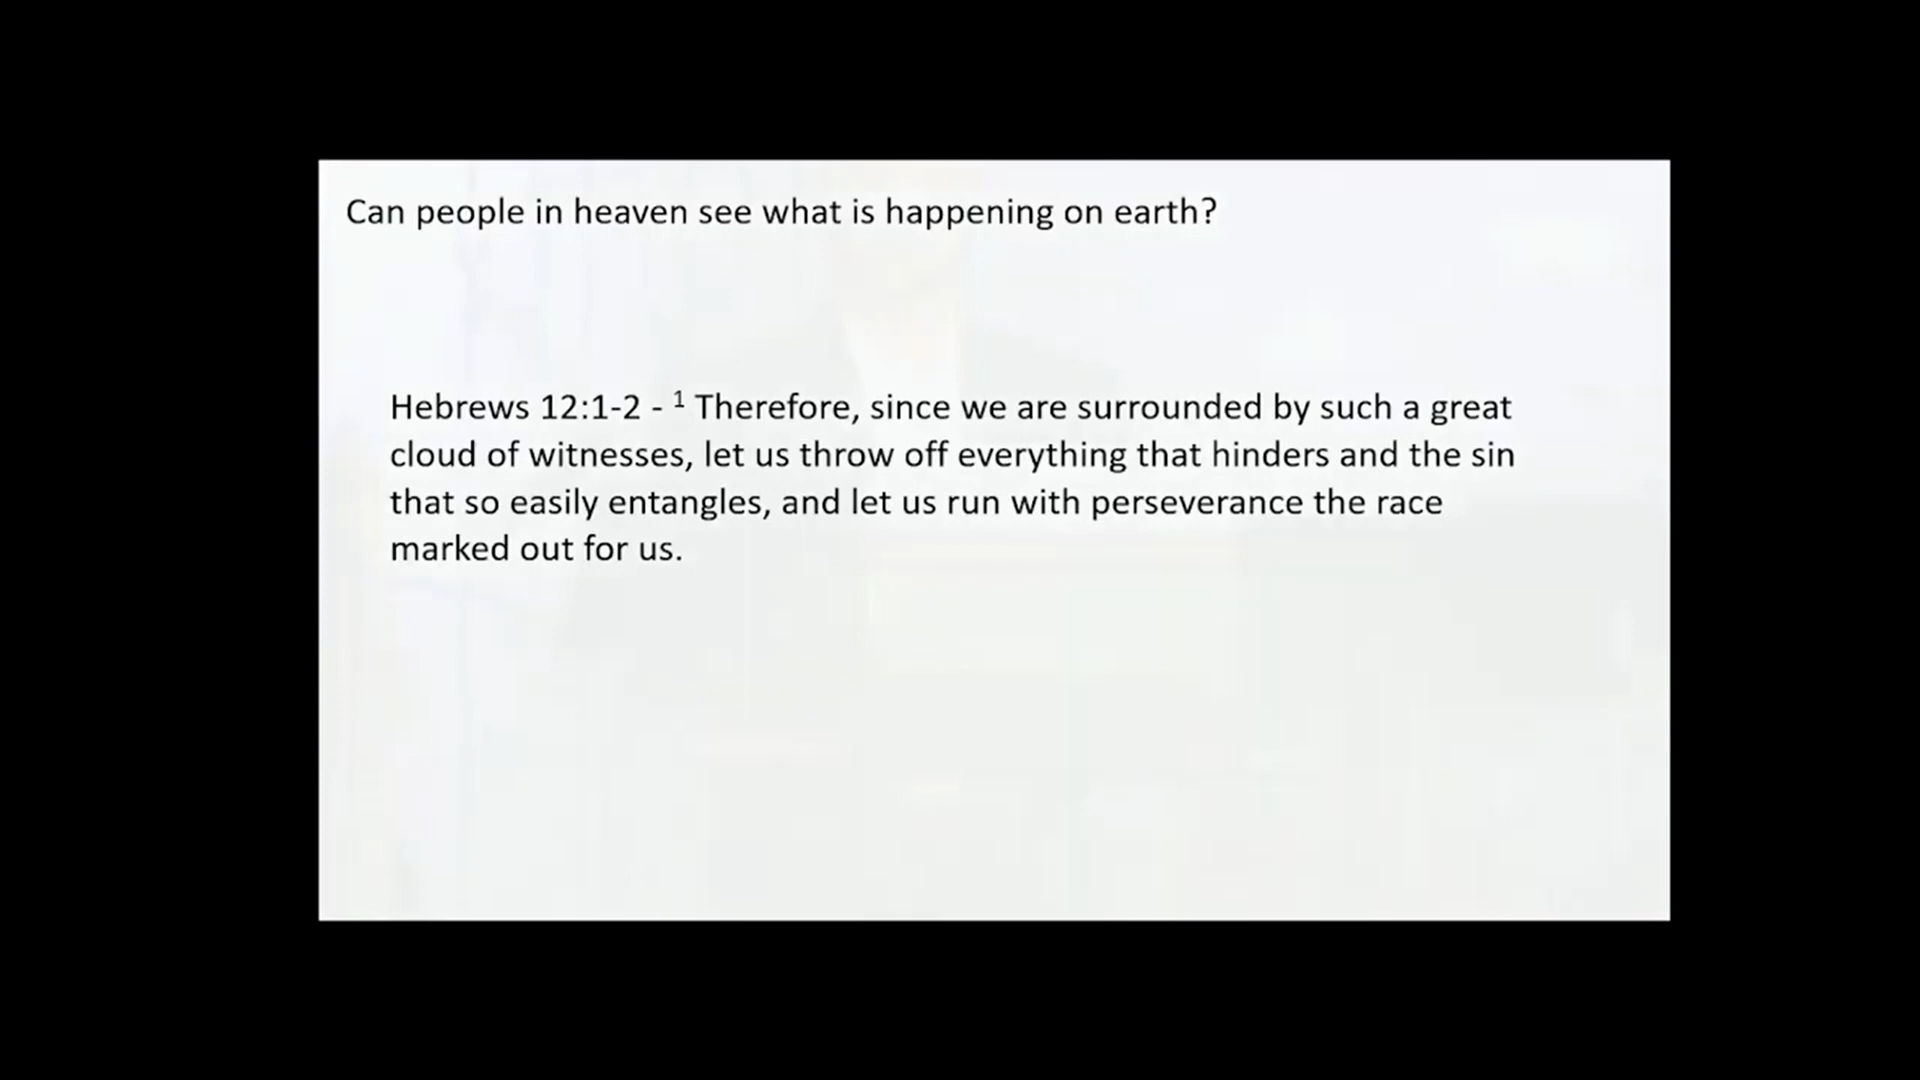 Can people in heaven see what is happening on earth?
Hebrews 12:1-2 - ¹ Therefore, since we are surrounded by such a great
cloud of witnesses, let us throw off everything that hinders and the sin
that so easily entangles, and let us run with perseverance the race
marked out for us.